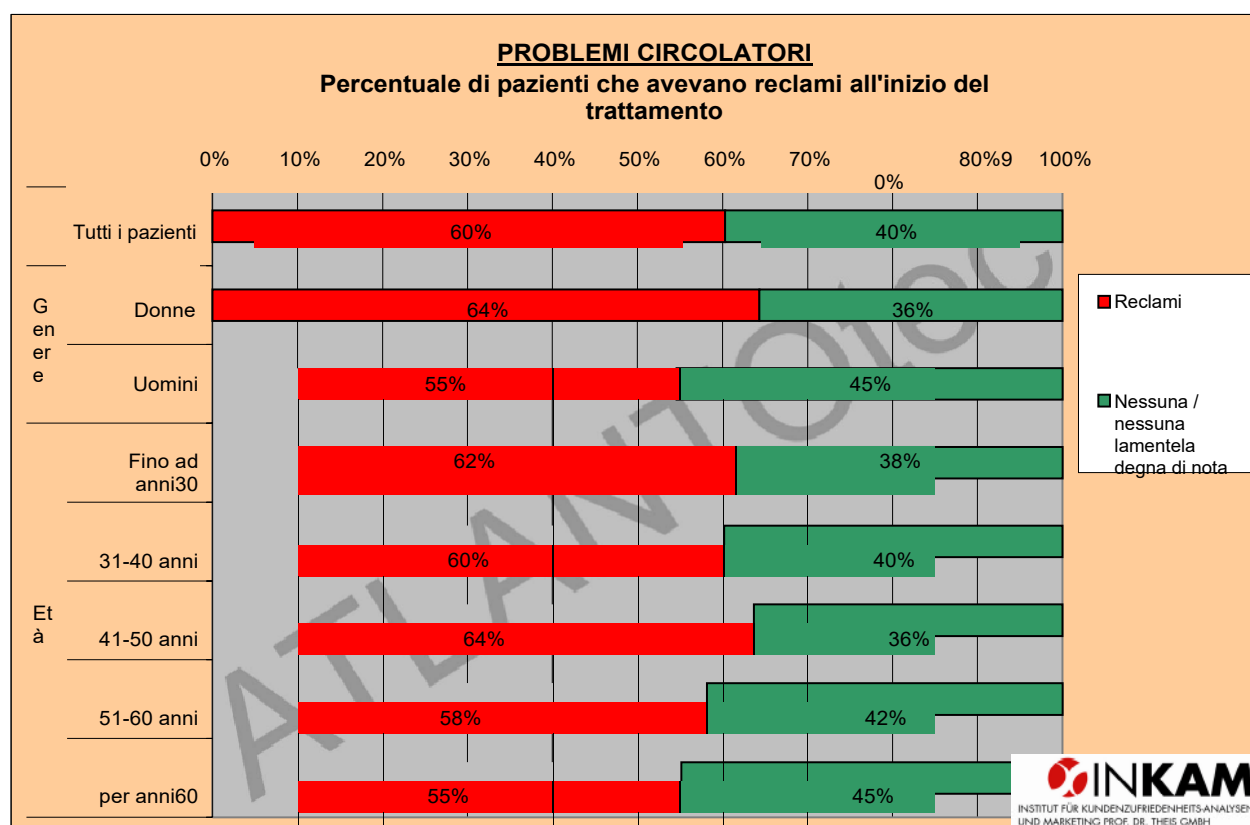 PROBLEMI CIRCOLATORI
Percentuale di pazienti che avevano reclami all'inizio del
trattamento
0% 10% 20% 30% 40% 50% 60% 70% 80%9 100%
0%
Tutti i pazienti 60% 40%
G
en
er
e
Donne 64% 36%
Uomini 55% 45%
Fino ad
anni30
62% 38%
31-40 anni 60% 40%
Et
à
41-50 anni 64% 36%
51-60 anni 58% 42%
per anni60 55% 45%
Reclami
Nessuna /
nessuna
lamentela
degna di nota
ATLANTOtec
INKAM
INSTITUT FÜR KUNDENZUFRIEDENHEITS-ANALYSEN
UND MARKETING PROF. DR. THEIS GMBH